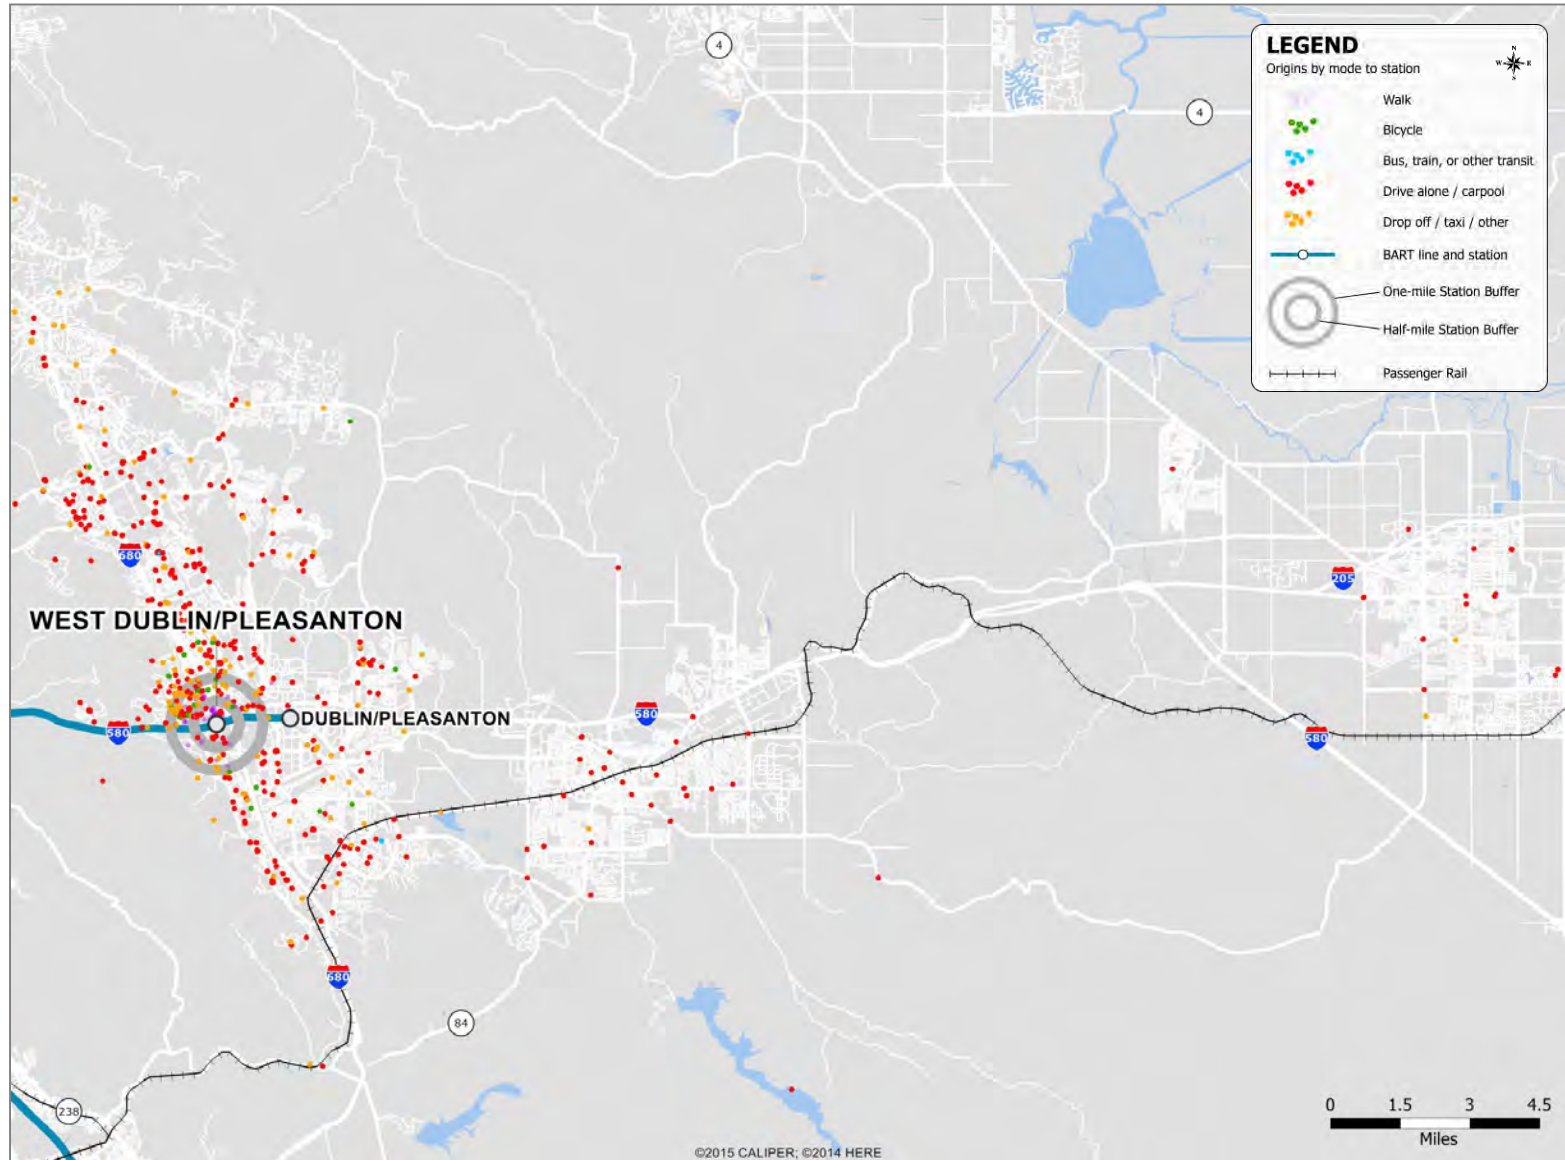 4
4
LEGEND
Origins by mode to station
N
W
E
S
Walk
Bicycle
Bus, train, or other transit
Drive alone / carpool
Drop off / taxi / other
BART line and station
One-mile Station Buffer
Half-mile Station Buffer
Passenger Rail
680
205
WEST DUBLIN/PLEASANTON
DUBLIN/PLEASANTON
580
580
580
680
84
238
0 1.5 3 4.5
Miles
©2015 CALIPER; ©2014 HERE